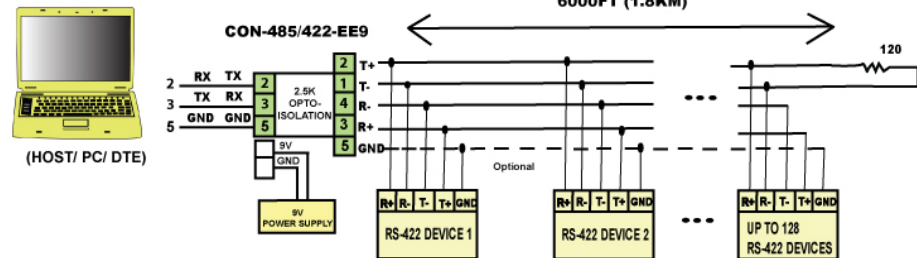 6000FT (1.8KM)
CON-485/422-EE9
120
2 RX TX 2
3 TX RX 3
5 GND GND 5
2.5K
OPTO-
ISOLATION
2 T+
1 T-
4 R-
3 R+
5 GND
Optional
(HOST/ PC/ DTE)
9V
GND
9V
POWER SUPPLY
R+ R- T- T+ GND
RS-422 DEVICE 1
R+ R- T- T+ GND
RS-422 DEVICE 2
R+ R- T- T+ GND
UP TO 128
RS-422 DEVICES